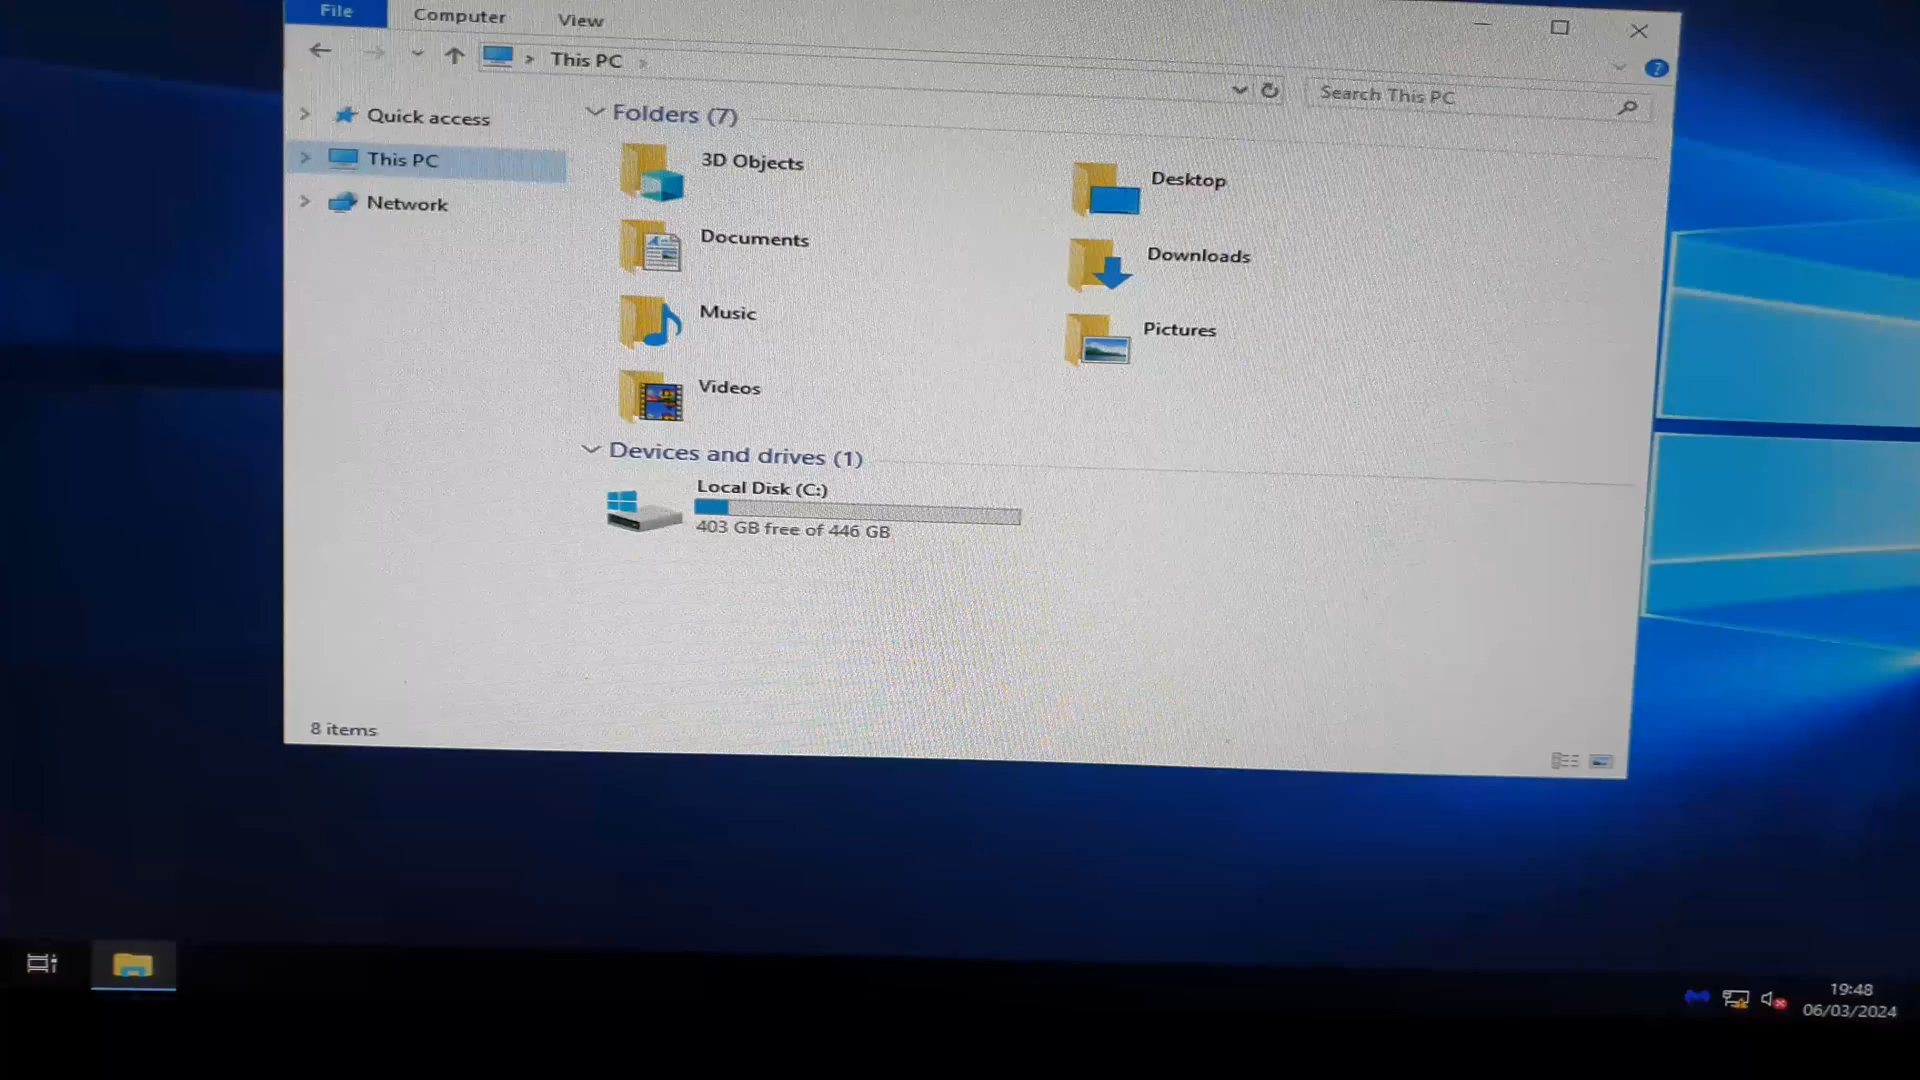 File Computer View
This PC
Search This PC
Quick access
This PC
Network
Folders (7)
3D Objects
Desktop
Documents
Downloads
Music
Pictures
Videos
Devices and drives (1)
Local Disk (C:)
403 GB free of 446 GB
8 items
19:48
06/03/2024